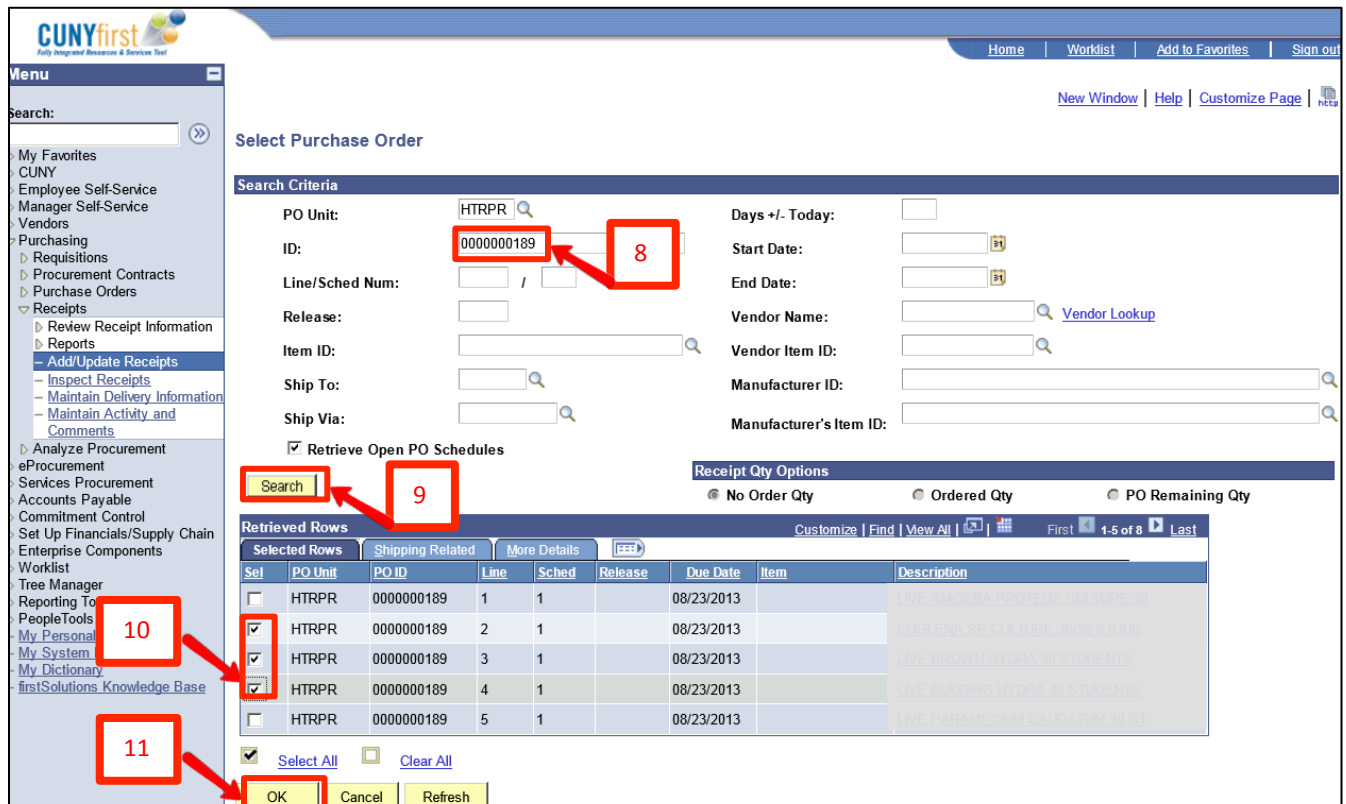 CUNYfirst
Fully Integrated Resources & Services Tool
Home | Worklist | Add to Favorites | Sign out
Menu
New Window | Help | Customize Page | http
Search:
My Favorites
CUNY
Employee Self-Service
Manager Self-Service
Vendors
Purchasing
Requisitions
Procurement Contracts
Purchase Orders
Receipts
Review Receipt Information
Reports
– Add/Update Receipts
– Inspect Receipts
– Maintain Delivery Information
– Maintain Activity and
Comments
Analyze Procurement
eProcurement
Services Procurement
Accounts Payable
Commitment Control
Set Up Financials/Supply Chain
Enterprise Components
Worklist
Tree Manager
Reporting To
PeopleTools
- My Personal
- My System
- My Dictionary
- firstSolutions Knowledge Base
Select Purchase Order
Search Criteria
PO Unit: HTRPR Days +/- Today:
ID: 0000000189 8 Start Date: 31
Line/Sched Num: / End Date: 31
Release: Vendor Name: Vendor Lookup
Item ID: Vendor Item ID:
Ship To: Manufacturer ID:
Ship Via: Manufacturer's Item ID:
Retrieve Open PO Schedules
Receipt Qty Options
Search 9 No Order Qty Ordered Qty PO Remaining Qty
Retrieved Rows Customize | Find | View All | | First 1-5 of 8 Last
Selected Rows Shipping Related More Details
Sel PO Unit PO ID Line Sched Release Due Date Item Description
HTRPR 0000000189 1 1 08/23/2013 LIVE AMOEBA PROTEUS CULTURE 30
HTRPR 0000000189 2 1 08/23/2013 EUGLENA SP CULTURE 30/35 STUDE
HTRPR 0000000189 3 1 08/23/2013 LIVE BROWN HYDRA 30 STUDENTS
HTRPR 0000000189 4 1 08/23/2013 LIVE BUDDING HYDRA 30 STUDENTS
HTRPR 0000000189 5 1 08/23/2013 LIVE PARAMECIUM CAUDATUM 30 ST
10
11
Select All Clear All
OK Cancel Refresh